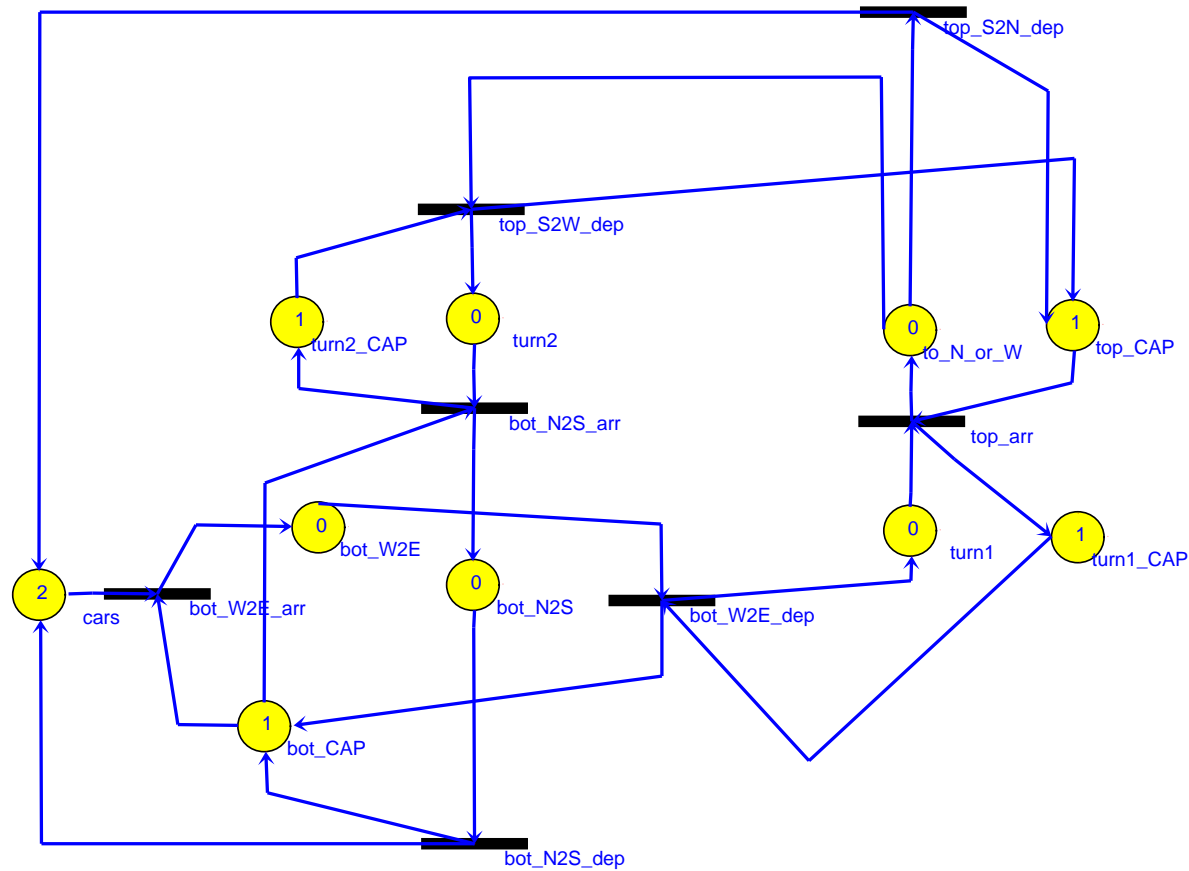 top_S2N_dep
top_S2W_dep
1
turn2_CAP
0
turn2
0
to_N_or_W
1
top_CAP
bot_N2S_arr
top_arr
0
bot_W2E
0
turn1
1
turn1_CAP
2
cars
bot_W2E_arr
0
bot_N2S
bot_W2E_dep
1
bot_CAP
bot_N2S_dep